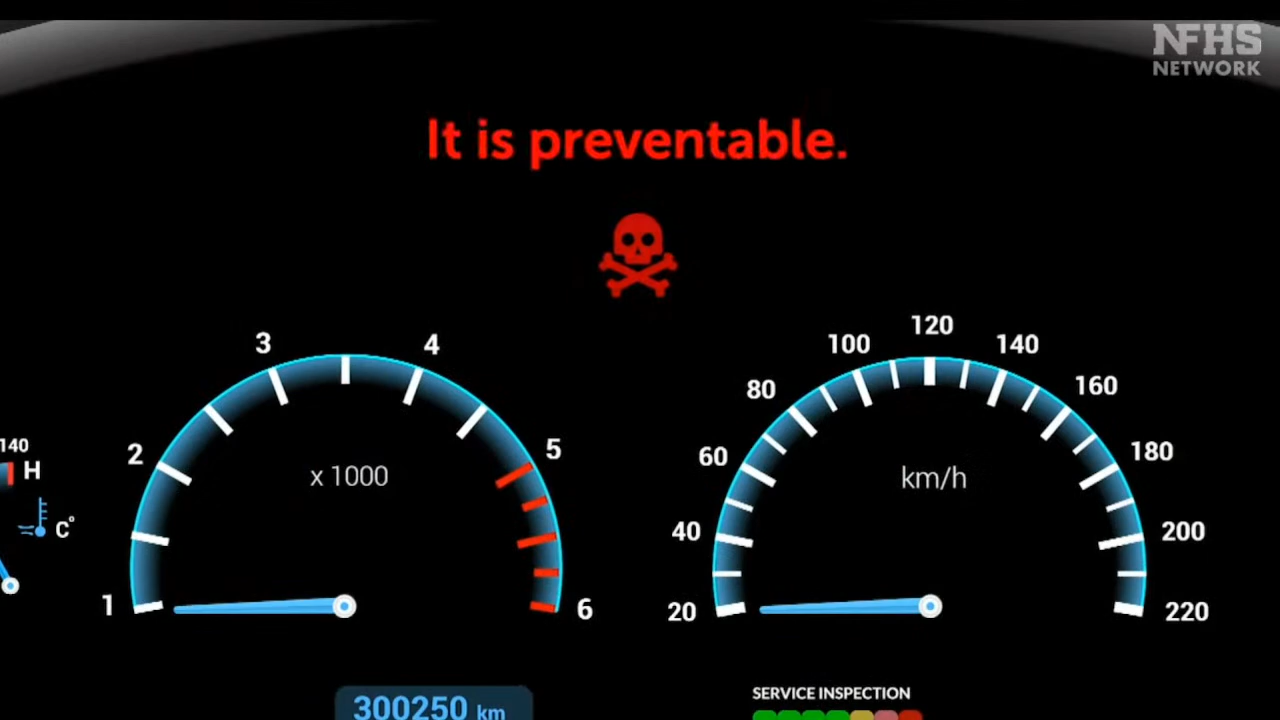 NFHS
NETWORK
It is preventable.
3
4
2
5
x 1000
1
6
140
H
C°
120
100
140
80
160
60
180
km/h
40
200
20
220
300250 km
SERVICE INSPECTION